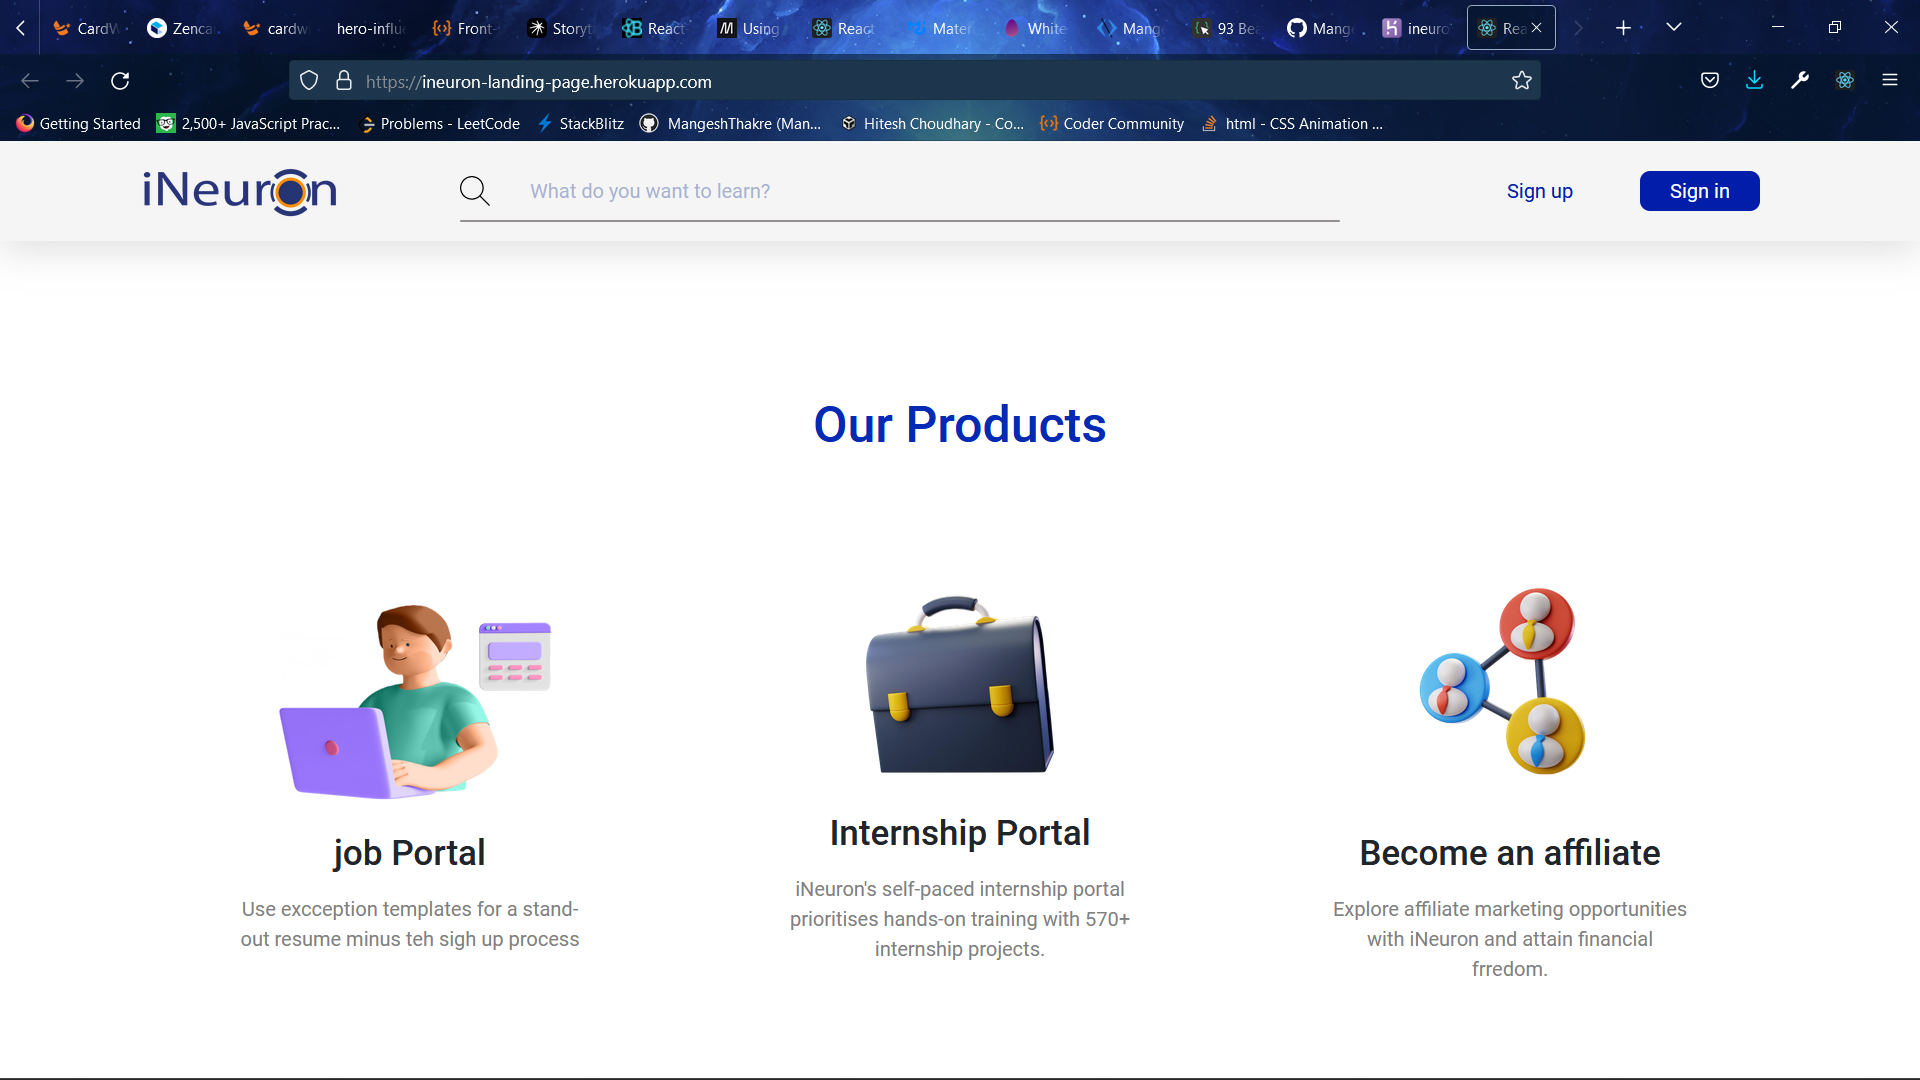 CardW Zenca cardw hero-influ Front- Storyt React- Using React Mater White Mang 93 Bea Mang ineuro Rea
https://ineuron-landing-page.herokuapp.com
Getting Started 2,500+ JavaScript Prac... Problems - LeetCode StackBlitz MangeshThakre (Man... Hitesh Choudhary - Co... Coder Community html - CSS Animation ...
iNeuron What do you want to learn? Sign up Sign in
Our Products
job Portal
Use excception templates for a stand-
out resume minus teh sigh up process
Internship Portal
iNeuron's self-paced internship portal
prioritises hands-on training with 570+
internship projects.
Become an affiliate
Explore affiliate marketing opportunities
with iNeuron and attain financial
frredom.